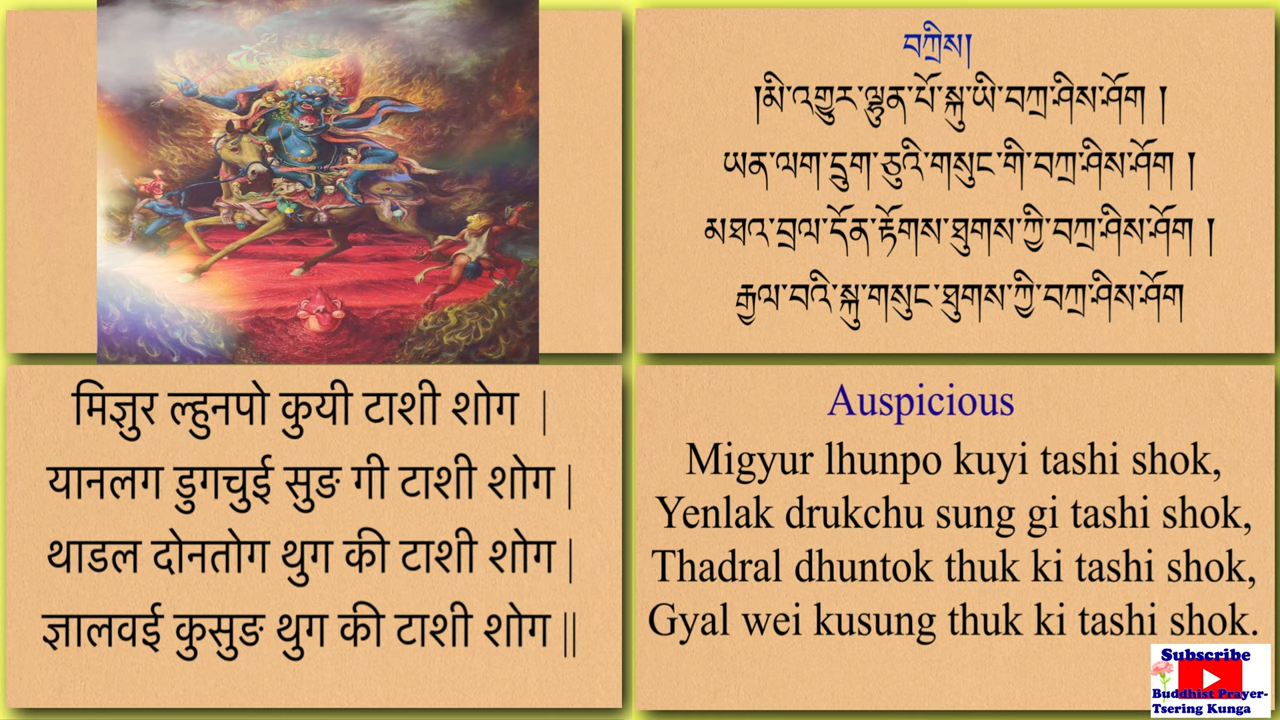 བཀྲིས།
།མི་འགྱུར་ལྷུན་པོ་སྐུ་ཡི་བཀྲ་ཤིས་ཤོག །
ཡན་ལག་དྲུག་ཅུའི་གསུང་གི་བཀྲ་ཤིས་ཤོག །
མཐའ་བྲལ་དོན་རྟོགས་ཐུགས་ཀྱི་བཀྲ་ཤིས་ཤོག །
རྒྱལ་བའི་སྐུ་གསུང་ཐུགས་ཀྱི་བཀྲ་ཤིས་ཤོག
मिज्ञुर ल्हुनपो कुयी टाशी शोग |
यानलग डुगचुई सुङ गी टाशी शोग |
थाडल दोनतोग थुग की टाशी शोग |
ज्ञालवई कुसुङ थुग की टाशी शोग ||
Auspicious
Migyur lhunpo kuyi tashi shok,
Yenlak drukchu sung gi tashi shok,
Thadral dhuntok thuk ki tashi shok,
Gyal wei kusung thuk ki tashi shok.
Subscribe
Buddhist Prayer-
Tsering Kunga